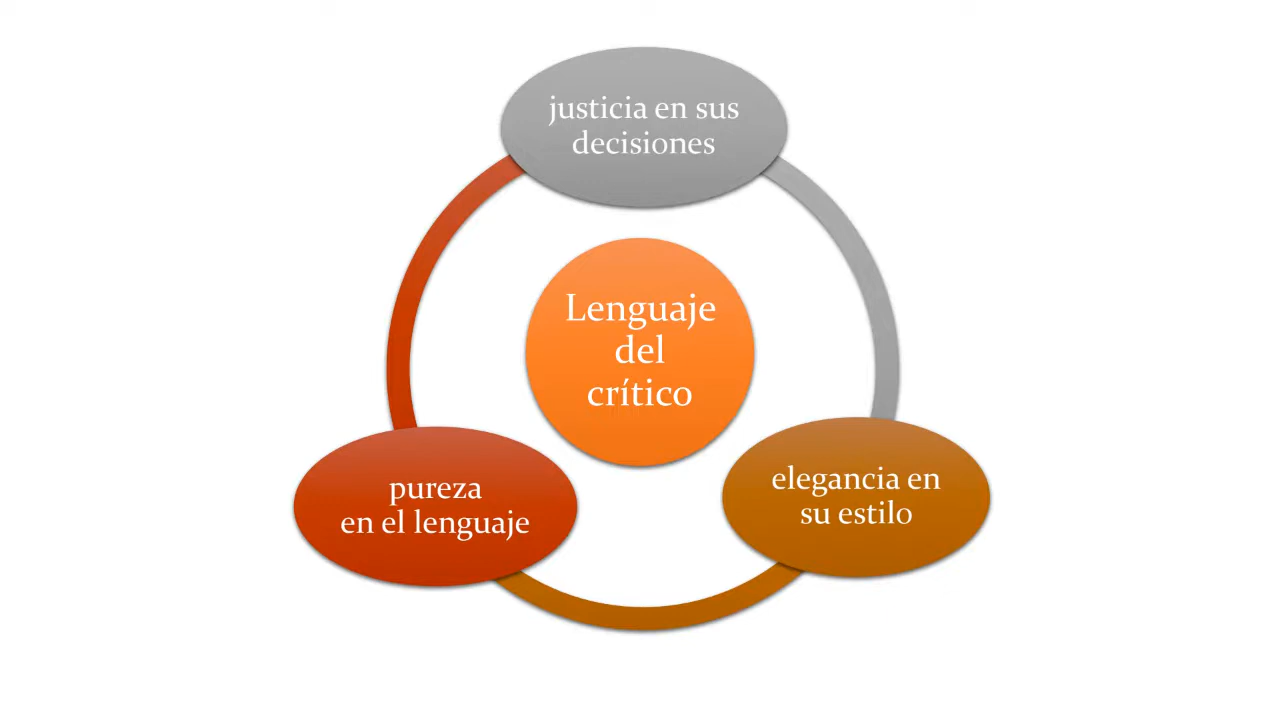 justicia en sus
decisiones
Lenguaje
del
crítico
pureza
en el lenguaje
elegancia en
su estilo